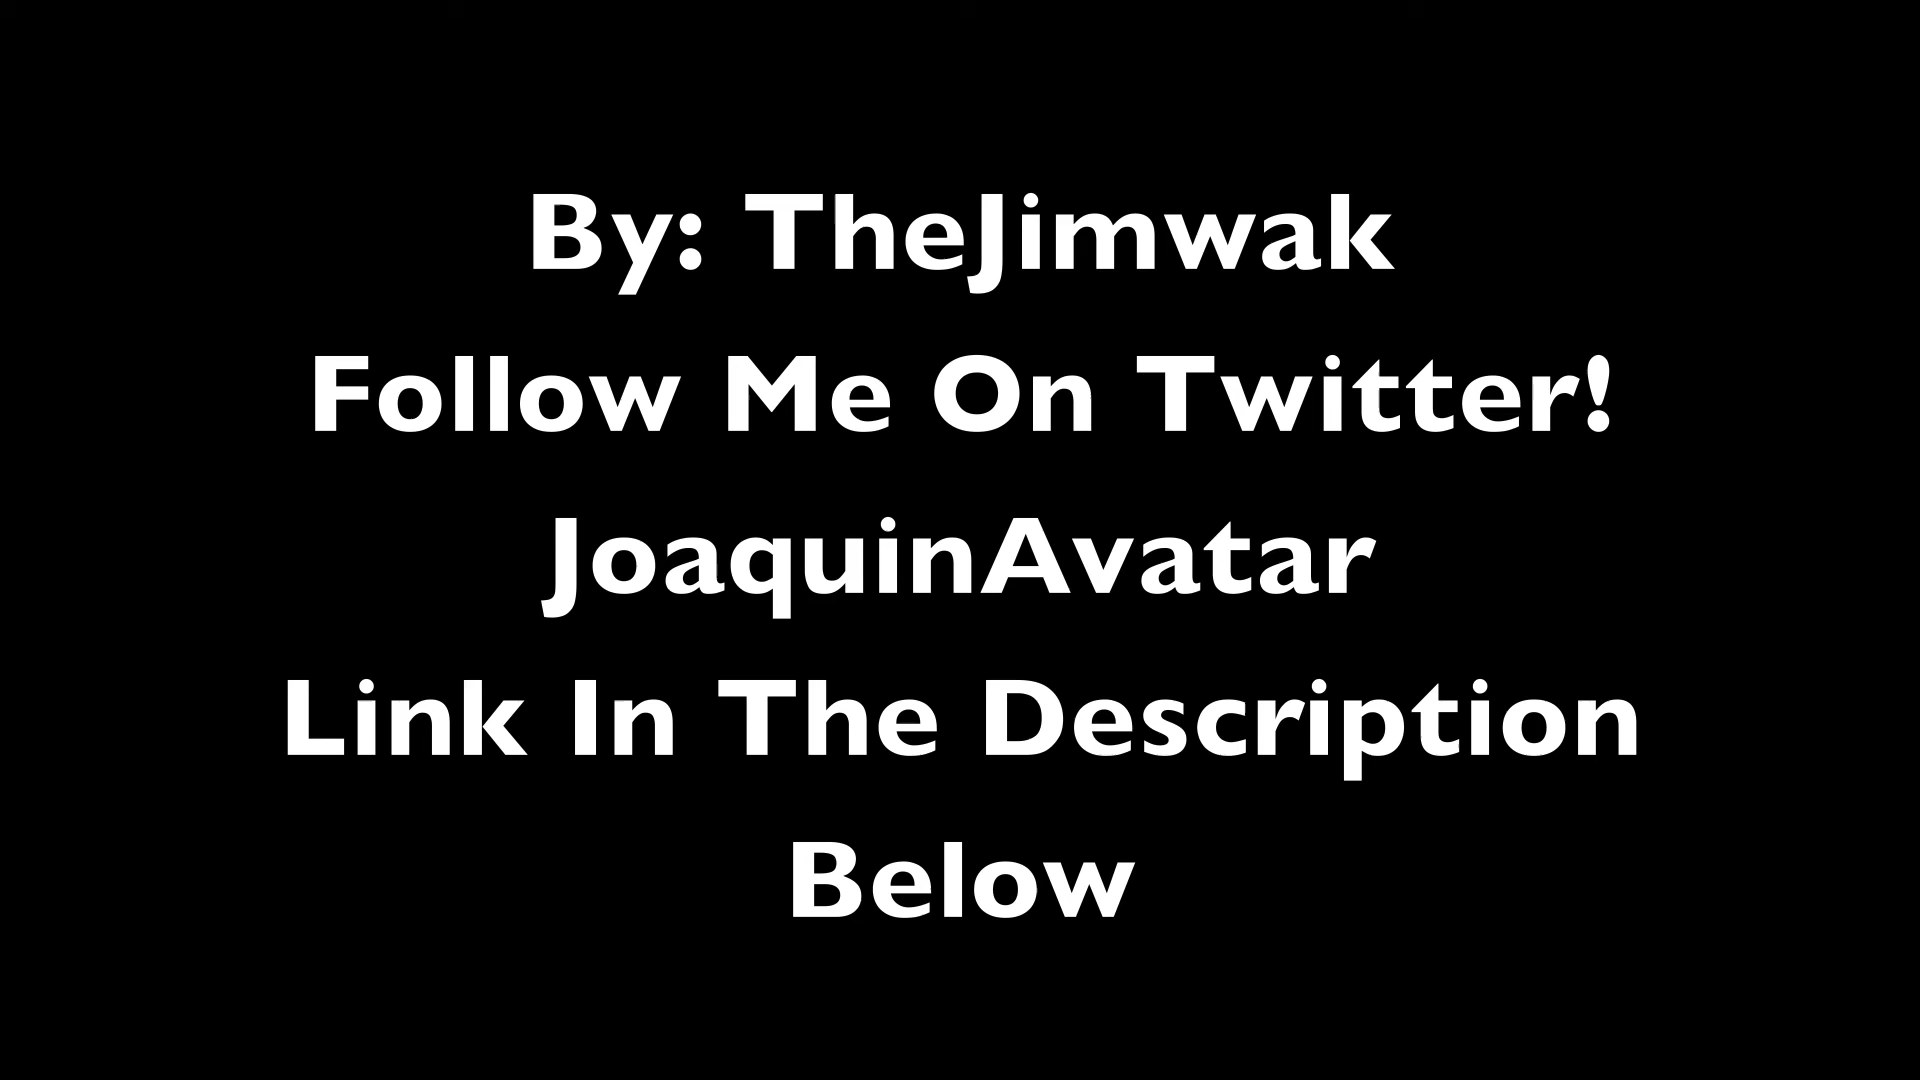 By: TheJimwak
Follow Me On Twitter!
JoaquinAvatar
Link In The Description
Below